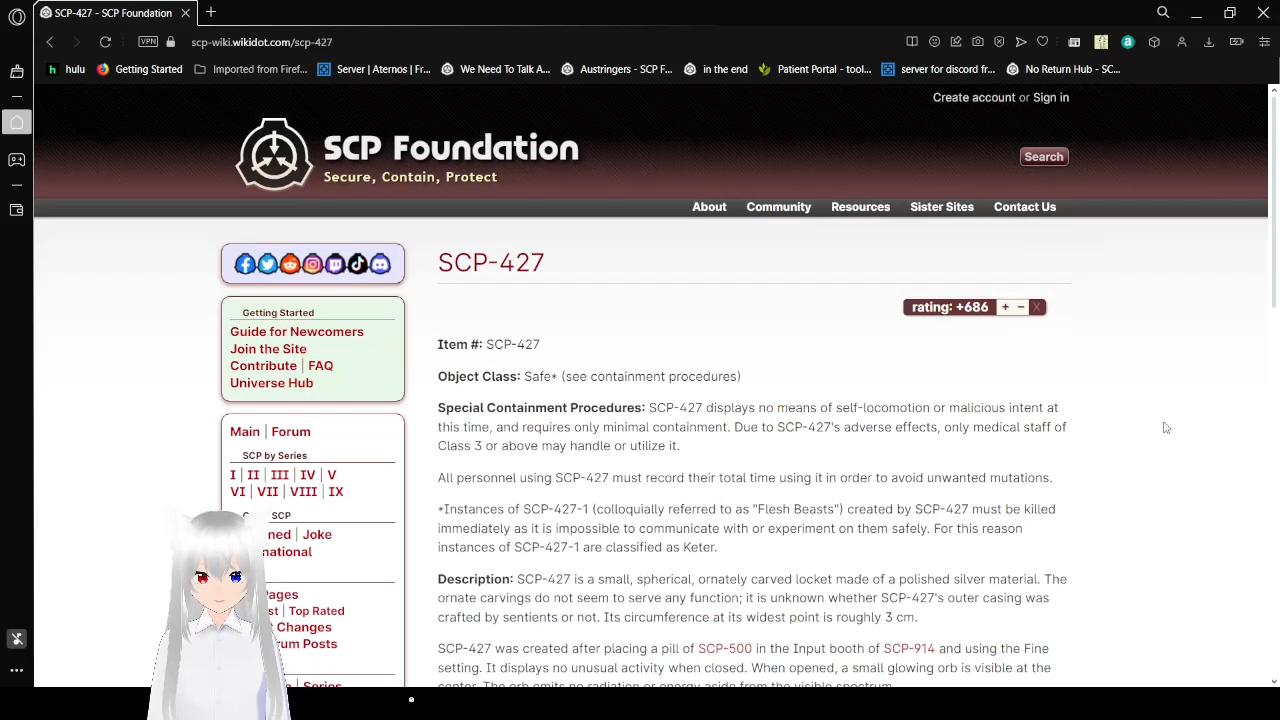 SCP-427 - SCP Foundation
VPN
scp-wiki.wikidot.com/scp-427
hulu
Getting Started
Imported from Firef...
Server | Aternos | Fr...
We Need To Talk A...
Austringers - SCP F...
in the end
Patient Portal - tool...
server for discord fr...
No Return Hub - SC...
Create account or Sign in
SCP Foundation
Secure, Contain, Protect
Search
About Community Resources Sister Sites Contact Us
Getting Started
Guide for Newcomers
Join the Site
Contribute | FAQ
Universe Hub
Main | Forum
SCP by Series
I | II | III | IV | V
VI | VII | VIII | IX
SCP
Joke
Pages
Top Rated
Changes
Posts
Series
SCP-427
rating: +686 + − X
Item #: SCP-427
Object Class: Safe* (see containment procedures)
Special Containment Procedures: SCP-427 displays no means of self-locomotion or malicious intent at
this time, and requires only minimal containment. Due to SCP-427's adverse effects, only medical staff of
Class 3 or above may handle or utilize it.
All personnel using SCP-427 must record their total time using it in order to avoid unwanted mutations.
*Instances of SCP-427-1 (colloquially referred to as "Flesh Beasts") created by SCP-427 must be killed
immediately as it is impossible to communicate with or experiment on them safely. For this reason
instances of SCP-427-1 are classified as Keter.
Description: SCP-427 is a small, spherical, ornately carved locket made of a polished silver material. The
ornate carvings do not seem to serve any function; it is unknown whether SCP-427's outer casing was
crafted by sentients or not. Its circumference at its widest point is roughly 3 cm.
SCP-427 was created after placing a pill of SCP-500 in the Input booth of SCP-914 and using the Fine
setting. It displays no unusual activity when closed. When opened, a small glowing orb is visible at the
center. The orb emits no radiation or energy aside from the visible spectrum.